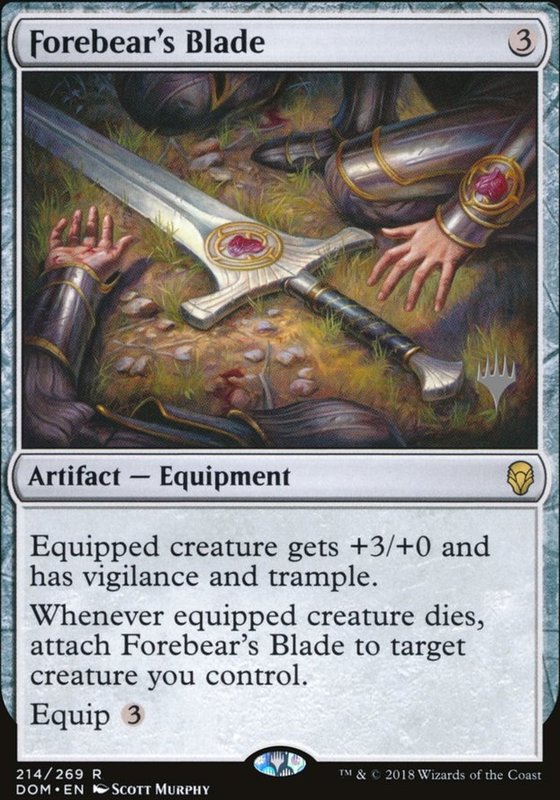 Forebear's Blade 3
Artifact — Equipment
Equipped creature gets +3/+0 and
has vigilance and trample.
Whenever equipped creature dies,
attach Forebear's Blade to target
creature you control.
Equip 3
214/269 R
DOM • EN Scott Murphy
™ & © 2018 Wizards of the Coast